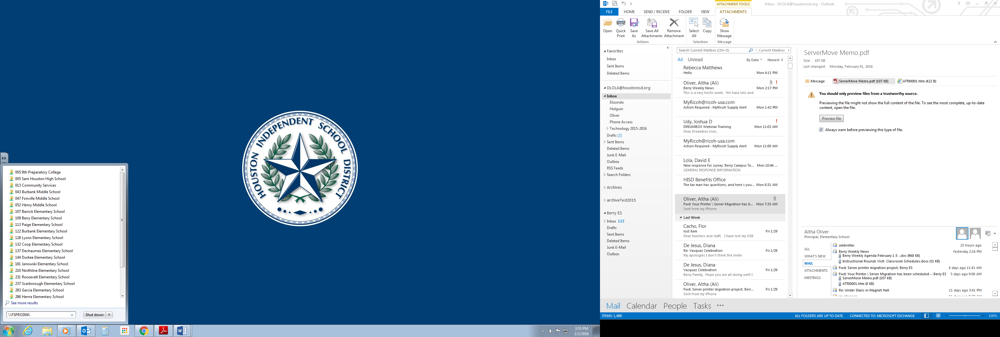 HOUSTON INDEPENDENT SCHOOL DISTRICT
005 9th Preparatory College
005 Sam Houston High School
013 Community Services
043 Burbank Middle School
047 Fonville Middle School
052 Henry Middle School
107 Barrick Elementary School
109 Berry Elementary School
113 Paige Elementary School
122 Burbank Elementary School
128 Lyons Elementary School
132 Coop Elementary School
137 Dechaumes Elementary School
144 Durkee Elementary School
181 Janowski Elementary School
210 Northline Elementary School
231 Roosevelt Elementary School
237 Scarborough Elementary School
283 Garcia Elementary School
286 Herrra Elementary School
See more results
\\FSPROD04\
Shut down
3:53 PM
2/2/2016
ATTACHMENT TOOLS
Inbox - DLOLA@houstonisd.org - Outlook
FILE HOME SEND / RECEIVE FOLDER VIEW ATTACHMENTS
Open Quick Save Save All Remove Select Copy Show
Print As Attachments Attachment All Message
Actions Selection Message
Favorites
Inbox
Sent Items
Deleted Items
DLOLA@houstonisd.org
Inbox
Elizondo
Holguin
Oliver
Phone Access
Technology 2015-2016
Drafts [2]
Sent Items
Deleted Items
Junk E-Mail
Outbox
RSS Feeds
Search Folders
Archives
archiveTest2015
Berry ES
Inbox 122
Drafts
Sent Items
Deleted Items
Junk E-Mail
Outbox
Search Current Mailbox (Ctrl+E) Current Mailbox
All Unread By Date Newest
Rebecca Matthews
Hello Mon 4:11 PM
Oliver, Altha (Ali) !
Berry Weekly News Mon 2:17 PM
This is a very hectic week. We have lots and
MyRicoh@ricoh-usa.com
Action Required - MyRicoh Supply Alert Mon 1:42 PM
Udy, Joshua D !
DREAMBOX Webinar Training Mon 11:03 AM
Dear Dreambox User,
MyRicoh@ricoh-usa.com
Action Required - MyRicoh Supply Alert Mon 11:00 AM
Lola, David E
New response for survey 'Berry Campus Te... Mon 10:46 ...
GENERAL RESPONSE INFORMATION
HISD Benefits Office
The tax man has questions, and here's you... Mon 8:31 AM
Oliver, Altha (Ali)
Fwd: Your Printer \ Server Migration has b... Mon 7:35 AM
Sent from my iPhone
Last Week
Cacho, Flor
lost item Fri 1/29
Dear teachers and staff, I have lost my USB
De Jesus, Diana
Re: Vasquez Celebration Fri 1/29
My apologies I don't think the invite
De Jesus, Diana
Vasquez Celebration Fri 1/29
Berry Family, Hope you are all doing well! I
Oliver, Altha (Ali)
Fwd: Server printer migration project. Berr... Fri 1/29
Sent from my iPhone
ServerMove Memo.pdf
Size: 107 KB
Last changed: Monday, February 01, 2016
Message ServerMove Memo.pdf (107 KB) ATT00001.htm (422 B)
You should only preview files from a trustworthy source.
Previewing the file might not show the full content of the file. To see the most complete, up-to-date
content, open the file.
Preview file
Always warn before previewing this type of file.
Altha Oliver
Principal, Elementary School
ALL
WHAT'S NEW
MAIL
ATTACHMENTS
MEETINGS
umbrellas 23 hours ago
Berry Weekly News Yesterday 2:16 PM
Berry Weekly Agenda February 1-5 -.doc (968 KB)
Instructional Rounds Visit- Classroom Schedules.docx (51 KB)
Fwd: Server printer migration project. Berry ES 4 days ago 11:41 AM
Fwd: Your Printer \ Server Migration has been scheduled -- Berry ES 5 days ago 9:06 AM
ServerMove Memo.pdf (107 KB)
ATT00001.htm (0 KB)
Re: Under Stairs in Magnet Hall 11 days ago 3:41 PM
Mail Calendar People Tasks ...
ITEMS: 1,489 ALL FOLDERS ARE UP TO DATE. CONNECTED TO: MICROSOFT EXCHANGE 100%